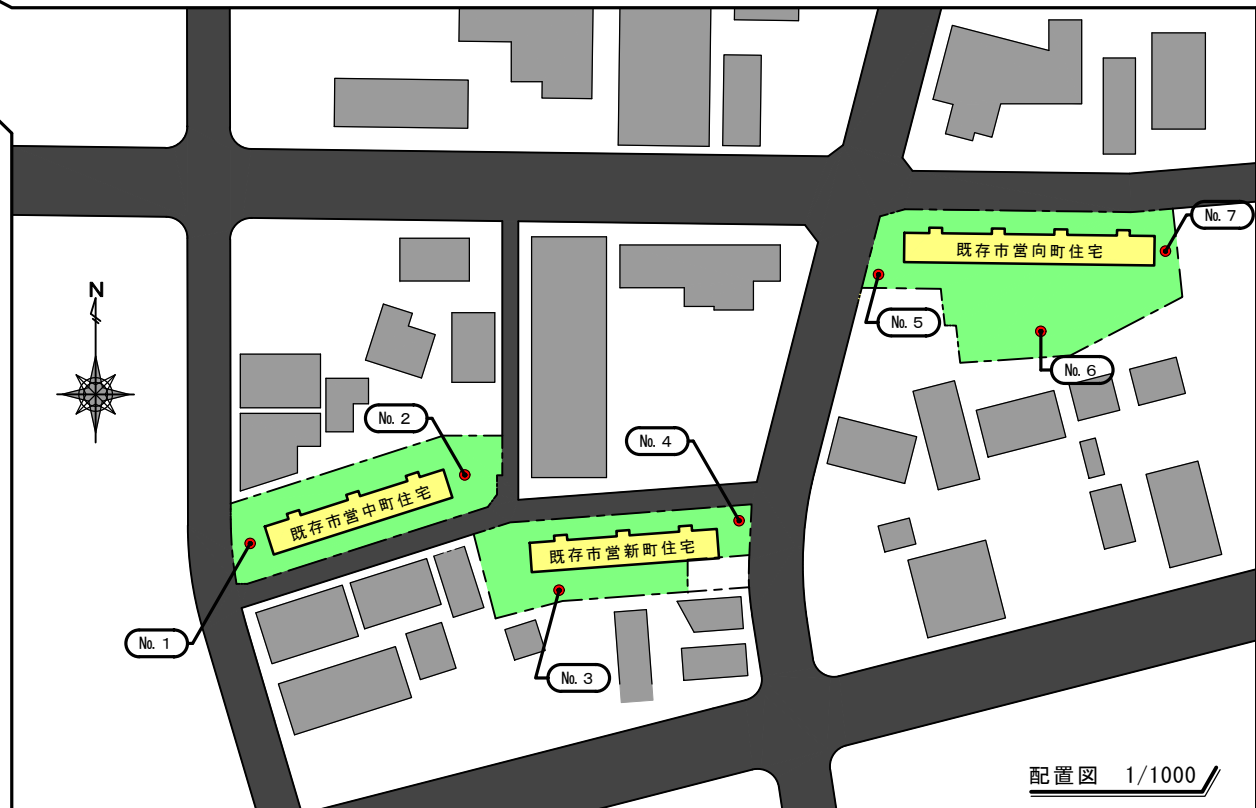 No. 7
既存市営向町住宅
N
No. 5
No. 6
No. 2
No. 4
既存市営中町住宅
既存市営新町住宅
No. 1
No. 3
配置図 1/1000